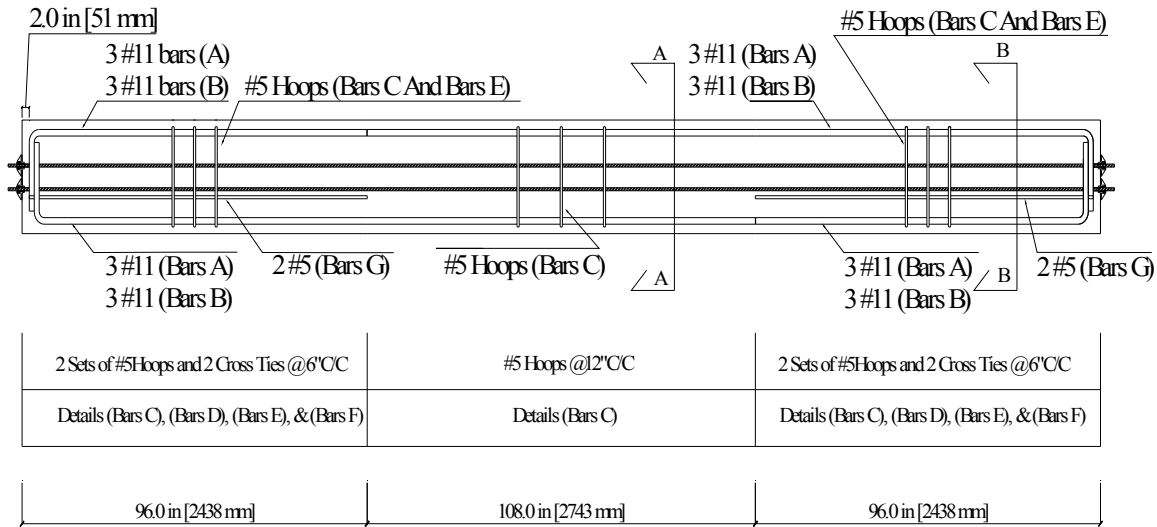 2.0 in [51 mm]
#5 Hoops (Bars C And Bars E)
3 #11 bars (A)
3 #11 bars (B)
#5 Hoops (Bars C And Bars E)
A
3 #11 (Bars A)
3 #11 (Bars B)
B
3 #11 (Bars A)
3 #11 (Bars B)
2 #5 (Bars G)
#5 Hoops (Bars C)
A
3 #11 (Bars A)
3 #11 (Bars B)
B
2 #5 (Bars G)
2 Sets of #5 Hoops and 2 Cross Ties @6"C/C
#5 Hoops @12"C/C
2 Sets of #5 Hoops and 2 Cross Ties @6"C/C
Details (Bars C), (Bars D), (Bars E), & (Bars F)
Details (Bars C)
Details (Bars C), (Bars D), (Bars E), & (Bars F)
96.0 in [2438 mm]
108.0 in [2743 mm]
96.0 in [2438 mm]